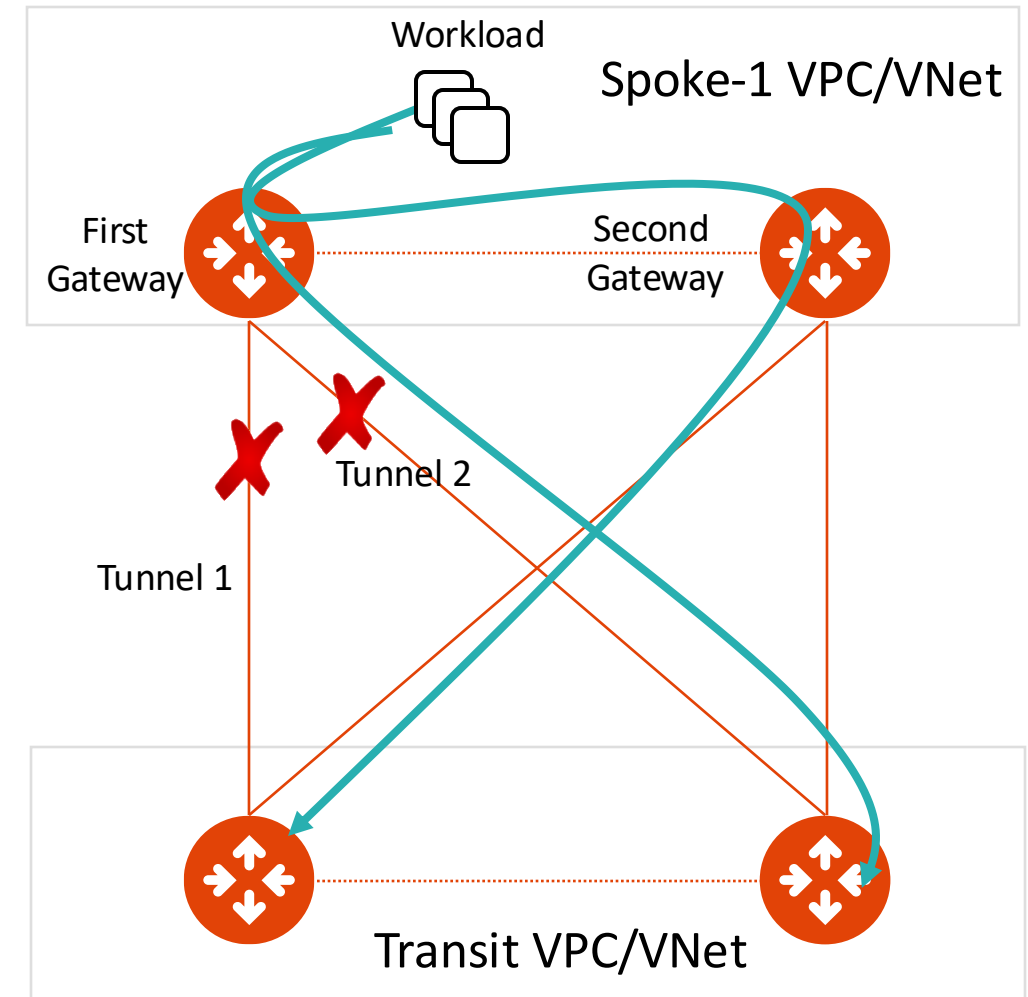 Workload
Spoke-1 VPC/VNet
First
Gateway
Second
Gateway
Tunnel 2
Tunnel 1
Transit VPC/VNet